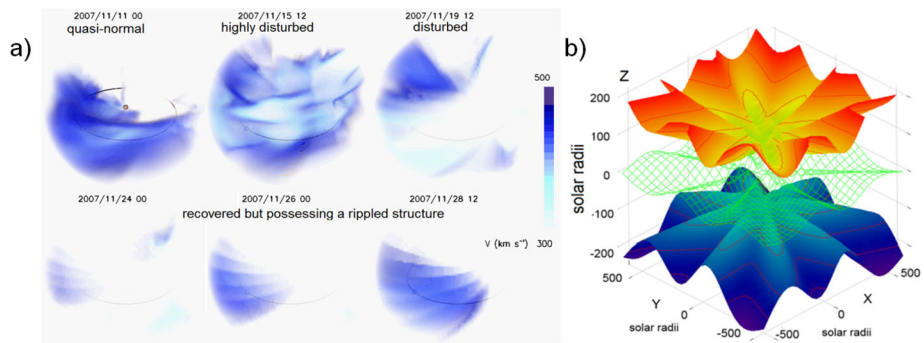 a)
2007/11/11 00
quasi-normal
2007/11/15 12
highly disturbed
2007/11/19 12
disturbed
500
2007/11/24 00
2007/11/26 00
2007/11/28 12
recovered but possessing a rippled structure
V (km s⁻¹) 300
b)
Z
200
100
0
-100
-200
solar radii
500
0
-500
Y
solar radii
-500
0
500
X
solar radii